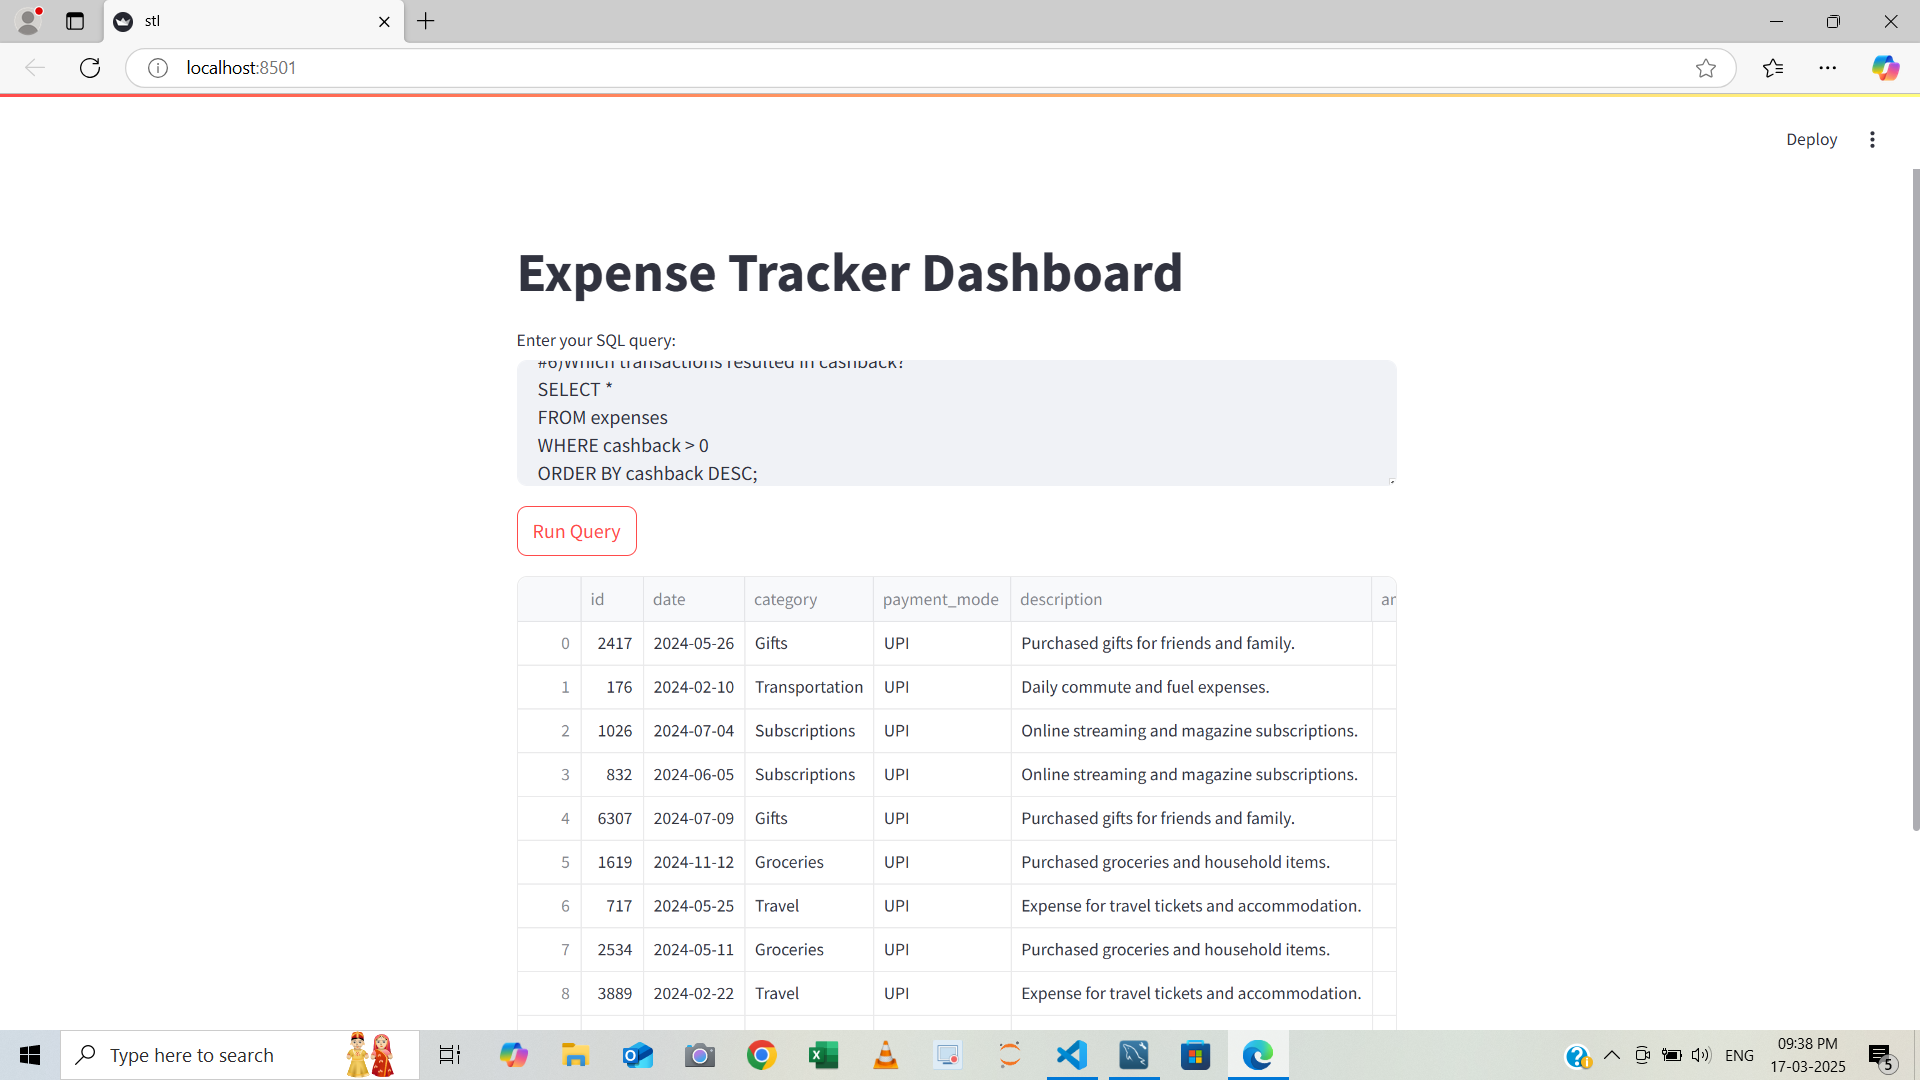 stl
localhost:8501
Deploy
Expense Tracker Dashboard
Enter your SQL query:
#6)Which transactions resulted in cashback?
SELECT *
FROM expenses
WHERE cashback > 0
ORDER BY cashback DESC;
Run Query
id date category payment_mode description
0 2417 2024-05-26 Gifts UPI Purchased gifts for friends and family.
1 176 2024-02-10 Transportation UPI Daily commute and fuel expenses.
2 1026 2024-07-04 Subscriptions UPI Online streaming and magazine subscriptions.
3 832 2024-06-05 Subscriptions UPI Online streaming and magazine subscriptions.
4 6307 2024-07-09 Gifts UPI Purchased gifts for friends and family.
5 1619 2024-11-12 Groceries UPI Purchased groceries and household items.
6 717 2024-05-25 Travel UPI Expense for travel tickets and accommodation.
7 2534 2024-05-11 Groceries UPI Purchased groceries and household items.
8 3889 2024-02-22 Travel UPI Expense for travel tickets and accommodation.
Type here to search
ENG
09:38 PM
17-03-2025
5